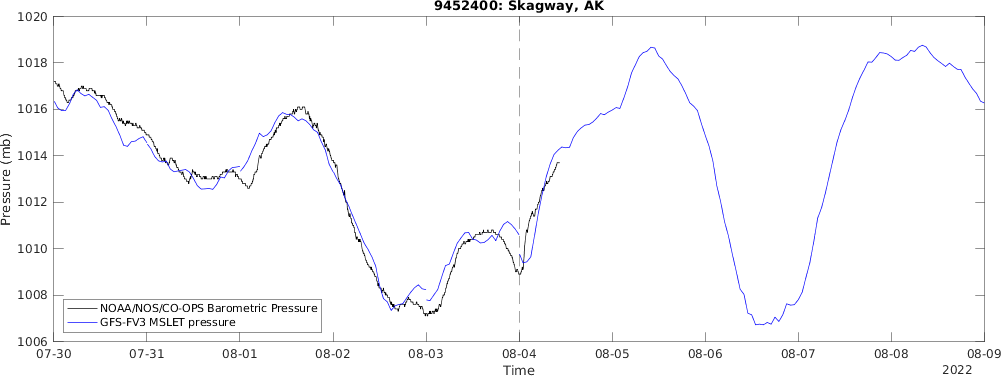 9452400: Skagway, AK
1020
1018
1016
1014
1012
1010
1008
1006
Pressure (mb)
NOAA/NOS/CO-OPS Barometric Pressure
GFS-FV3 MSLET pressure
07-30 07-31 08-01 08-02 08-03 08-04 08-05 08-06 08-07 08-08 08-09
Time
2022